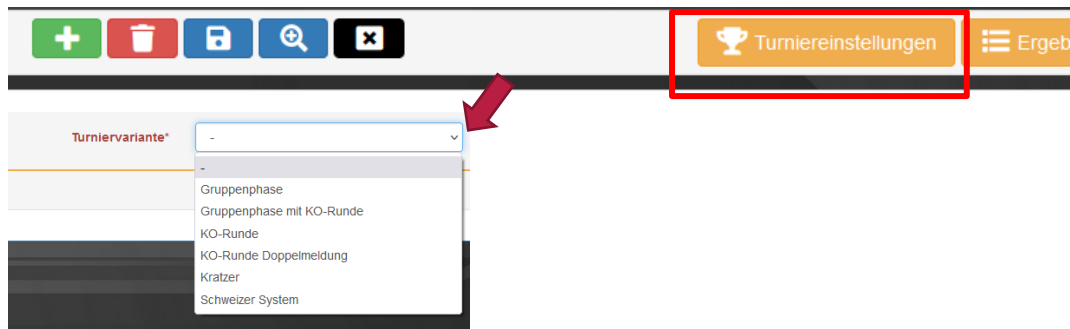 Turniereinstellungen
Ergeb
Turniervariante*
-
-
Gruppenphase
Gruppenphase mit KO-Runde
KO-Runde
KO-Runde Doppelmeldung
Kratzer
Schweizer System